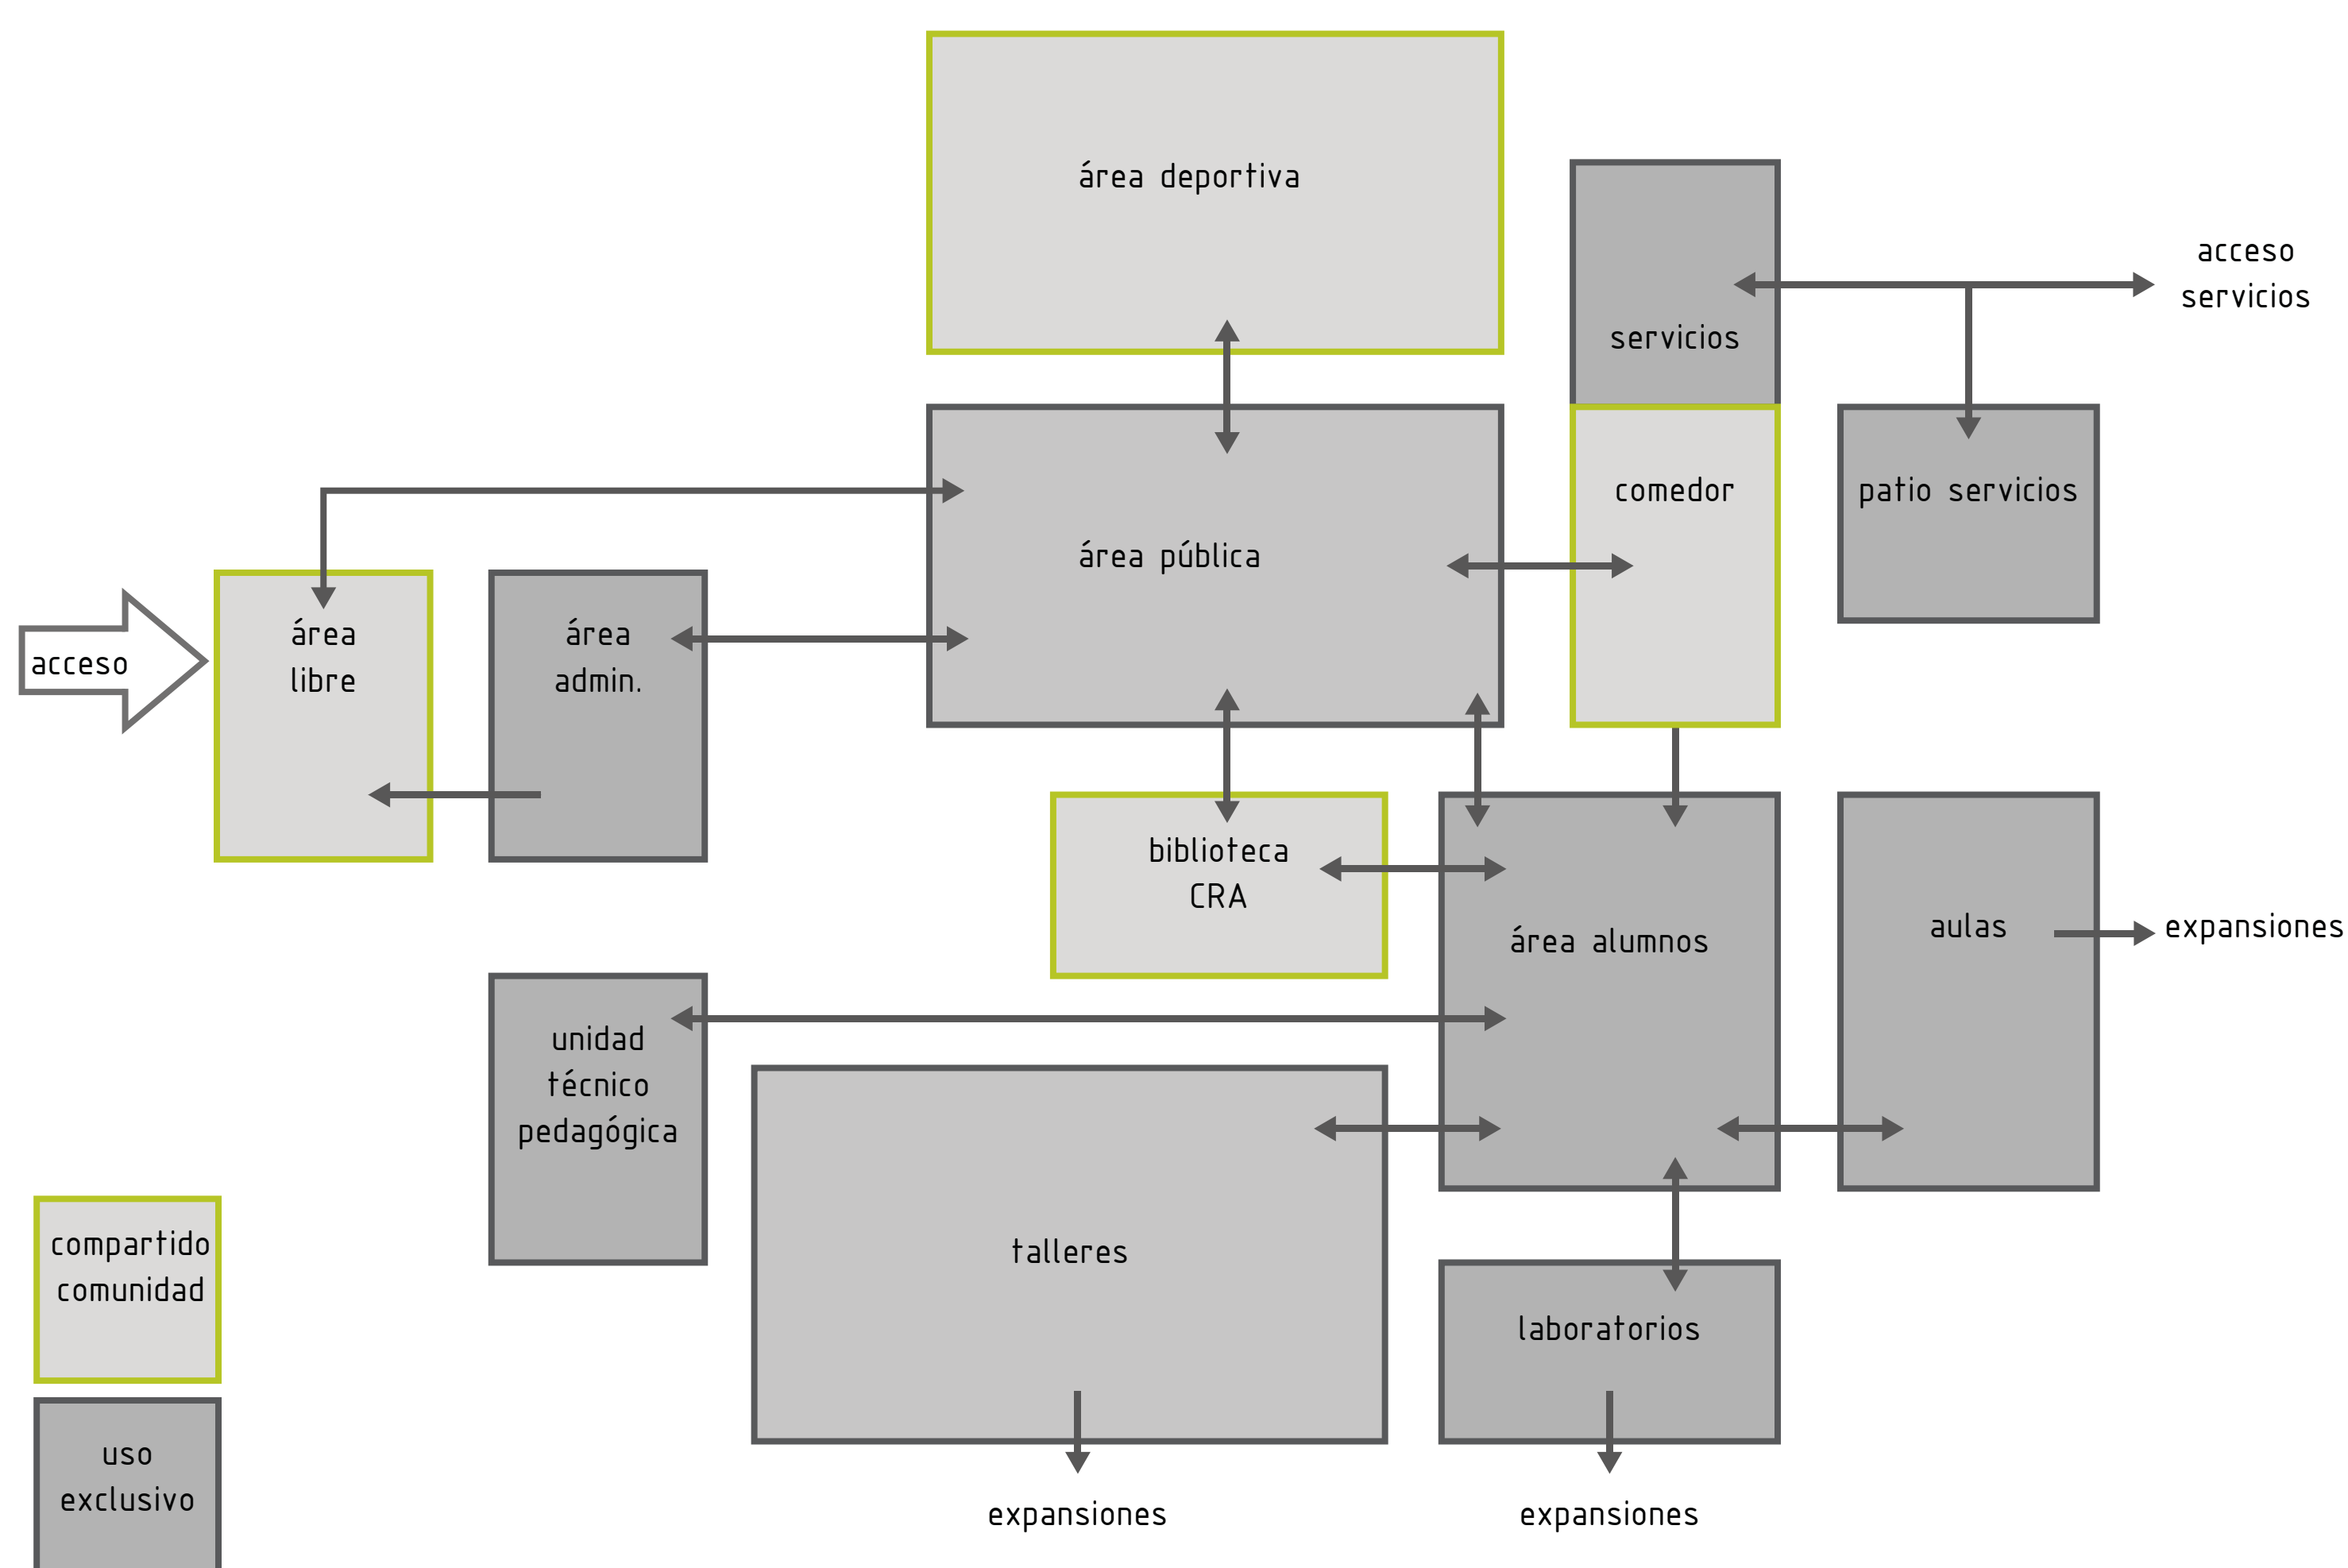 área deportiva
acceso
servicios
servicios
comedor
patio servicios
área pública
área
libre
área
admin.
acceso
biblioteca
CRA
área alumnos
aulas
expansiones
unidad
técnico
pedagógica
talleres
laboratorios
compartido
comunidad
uso
exclusivo
expansiones
expansiones